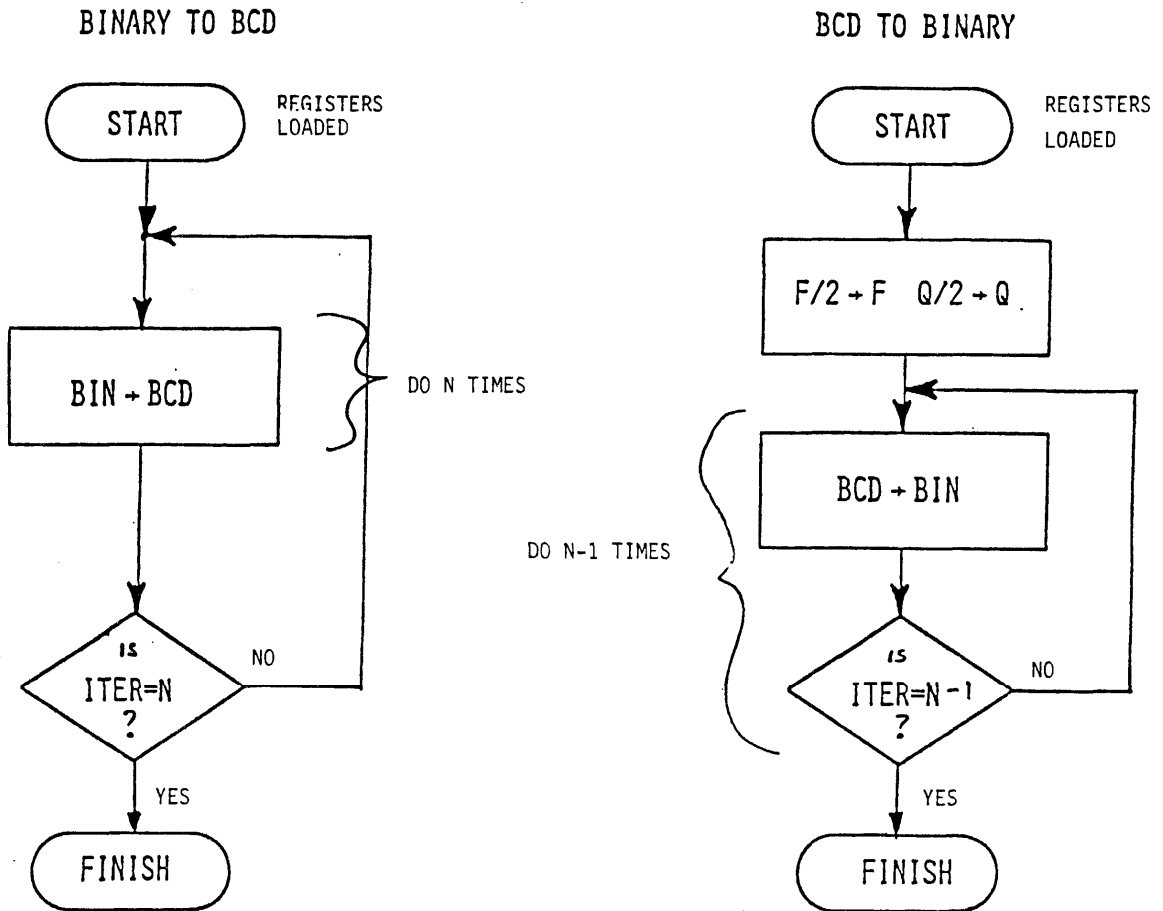 BINARY TO BCD
START
REGISTERS
LOADED
BIN → BCD
DO N TIMES
IS
ITER=N
?
NO
YES
FINISH
BCD TO BINARY
START
REGISTERS
LOADED
F/2 → F Q/2 → Q
BCD → BIN
DO N-1 TIMES
IS
ITER=N-1
?
NO
YES
FINISH